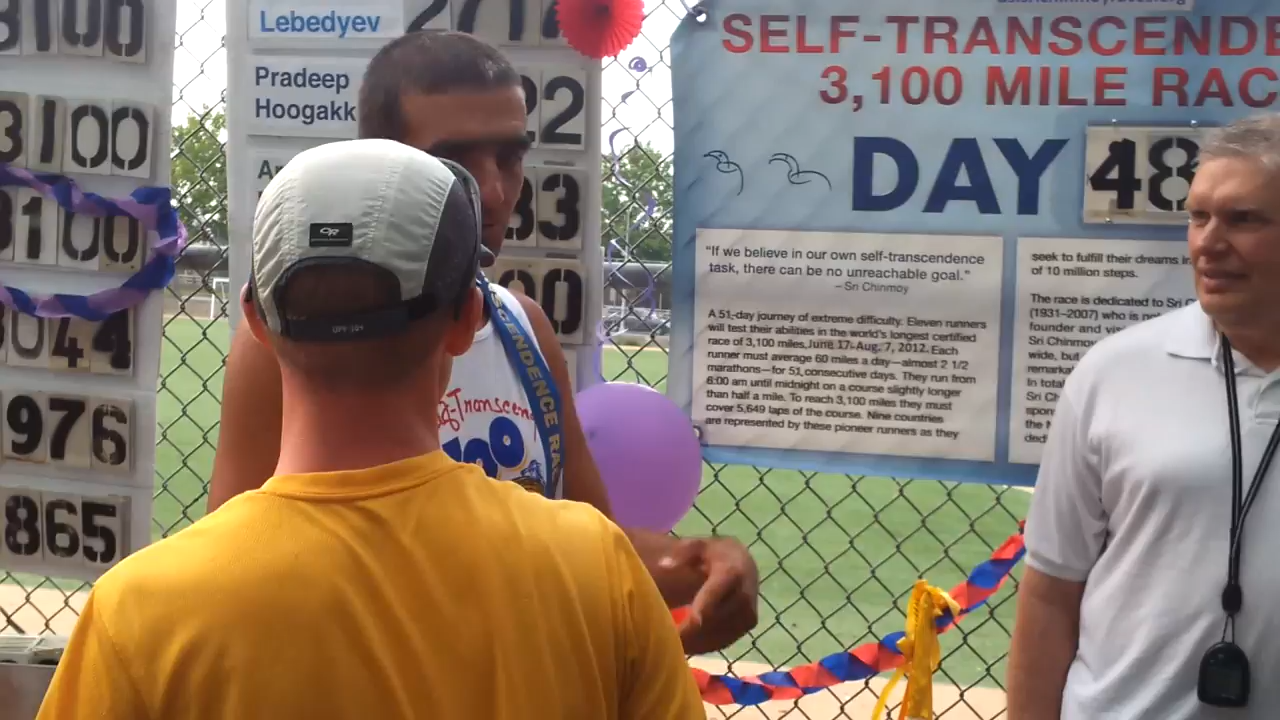 3100
3100
3100
3044
976
865
Lebedyev
Pradeep
Hoogakk
22
33
00
OR
SCENDENCE RA
SELF-TRANSCENDE
3,100 MILE RAC
DAY 48
"If we believe in our own self-transcendence
task, there can be no unreachable goal."
– Sri Chinmoy
A 51-day journey of extreme difficulty. Eleven runners
will test their abilities in the world's longest certified
race of 3,100 miles, June 17-Aug. 7, 2012. Each
runner must average 60 miles a day—almost 2 1/2
marathons—for 51 consecutive days. They run from
6:00 am until midnight on a course slightly longer
than half a mile. To reach 3,100 miles they must
cover 5,649 laps of the course. Nine countries
are represented by these pioneer runners as they
seek to fulfill their dreams in
of 10 million steps.
The race is dedicated to Sri C
(1931–2007) who is
founder and
Sri Chinmoy
wide, but
remarkab
In total
Sri Ch
spon
the
dedi